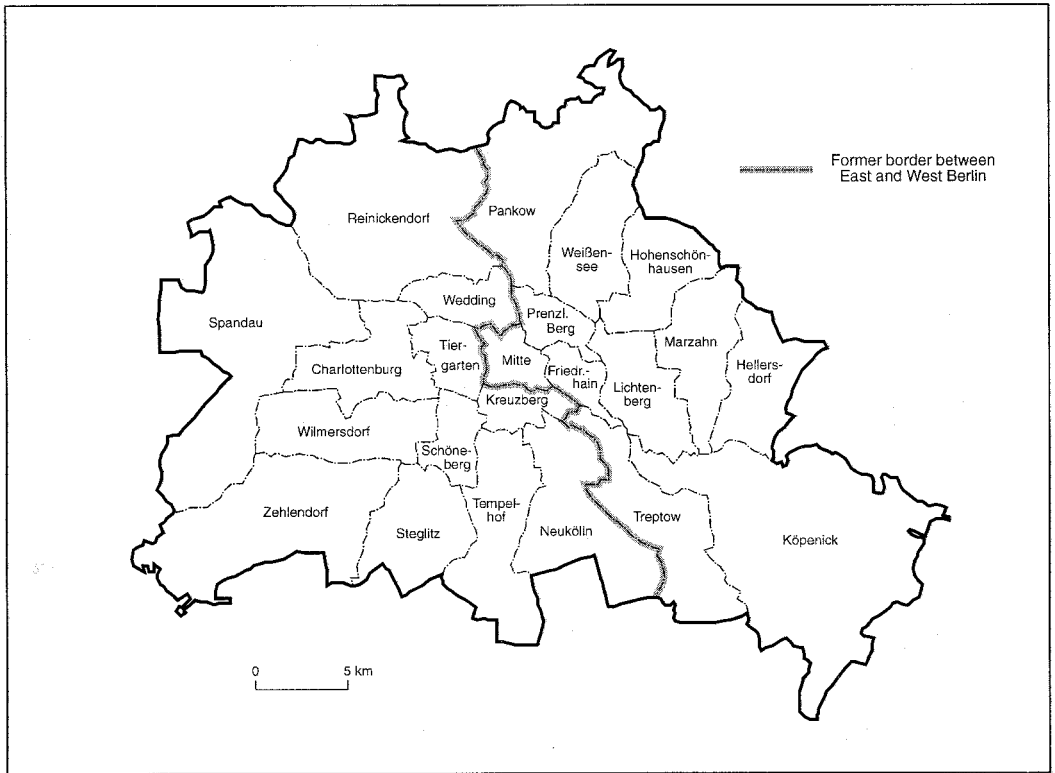 Former border between
East and West Berlin
Reinickendorf
Pankow
Weißen-
see
Hohenschön-
hausen
Spandau
Wedding
Prenzl.
Berg
Marzahn
Hellers-
dorf
Charlottenburg
Tier-
garten
Mitte
Friedr.-
hain
Lichten-
berg
Kreuzberg
Wilmersdorf
Schöne-
berg
Zehlendorf
Steglitz
Tempel-
hof
Neukölln
Treptow
Köpenick
0 5 km